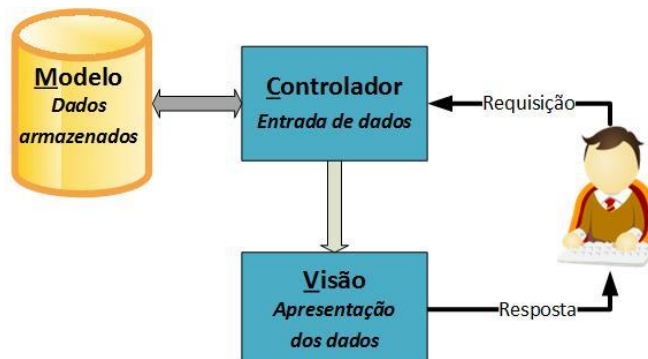 Modelo
Dados
armazenados
Controlador
Entrada de dados
Requisição
Visão
Apresentação
dos dados
Resposta